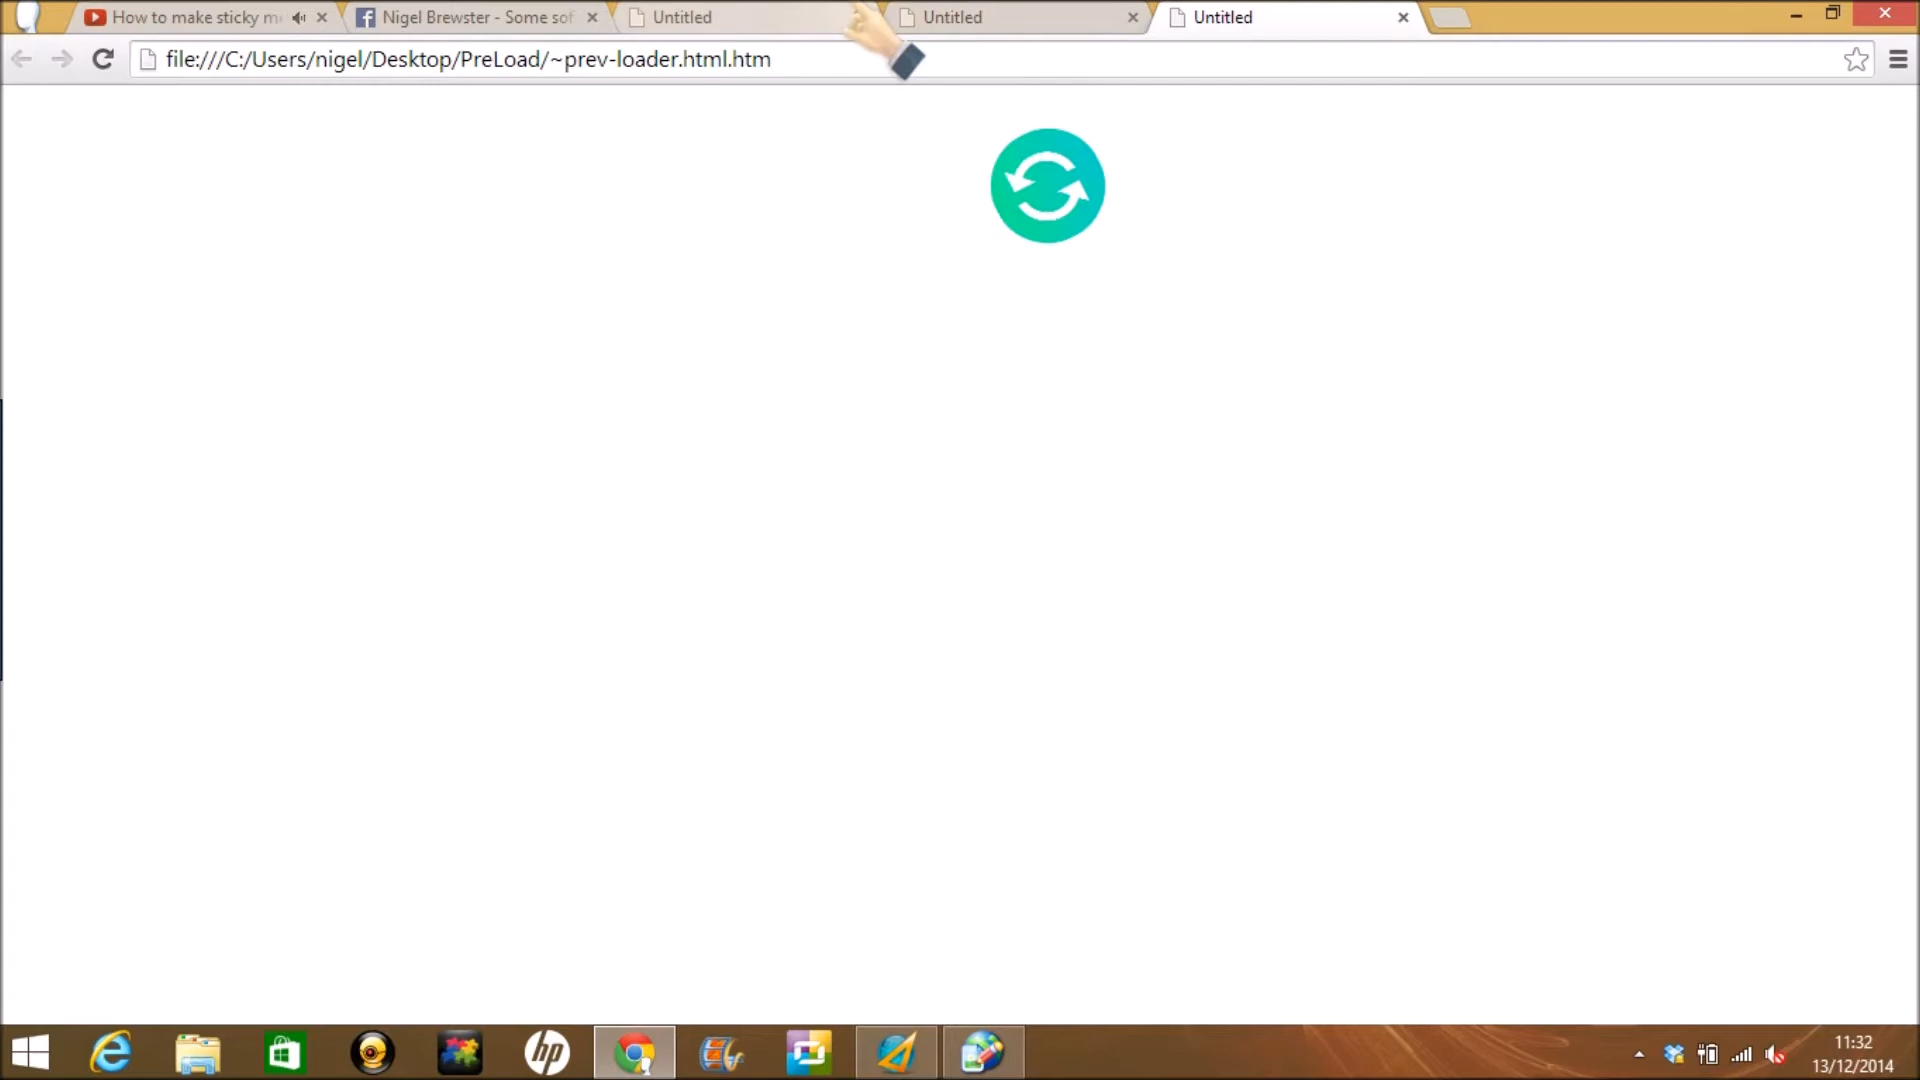 How to make sticky m
Nigel Brewster - Some sof
Untitled
Untitled
Untitled
file:///C:/Users/nigel/Desktop/PreLoad/~prev-loader.html.htm
hp
11:32
13/12/2014